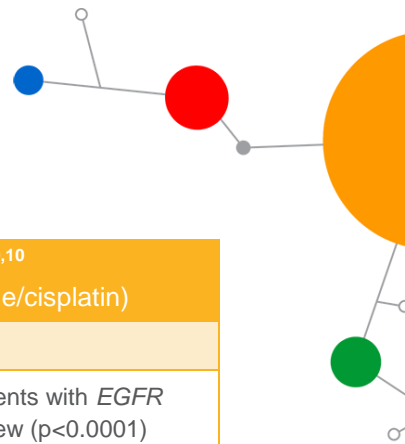 ,10
e/cisplatin)
ents with EGFR
ew (p<0.0001)